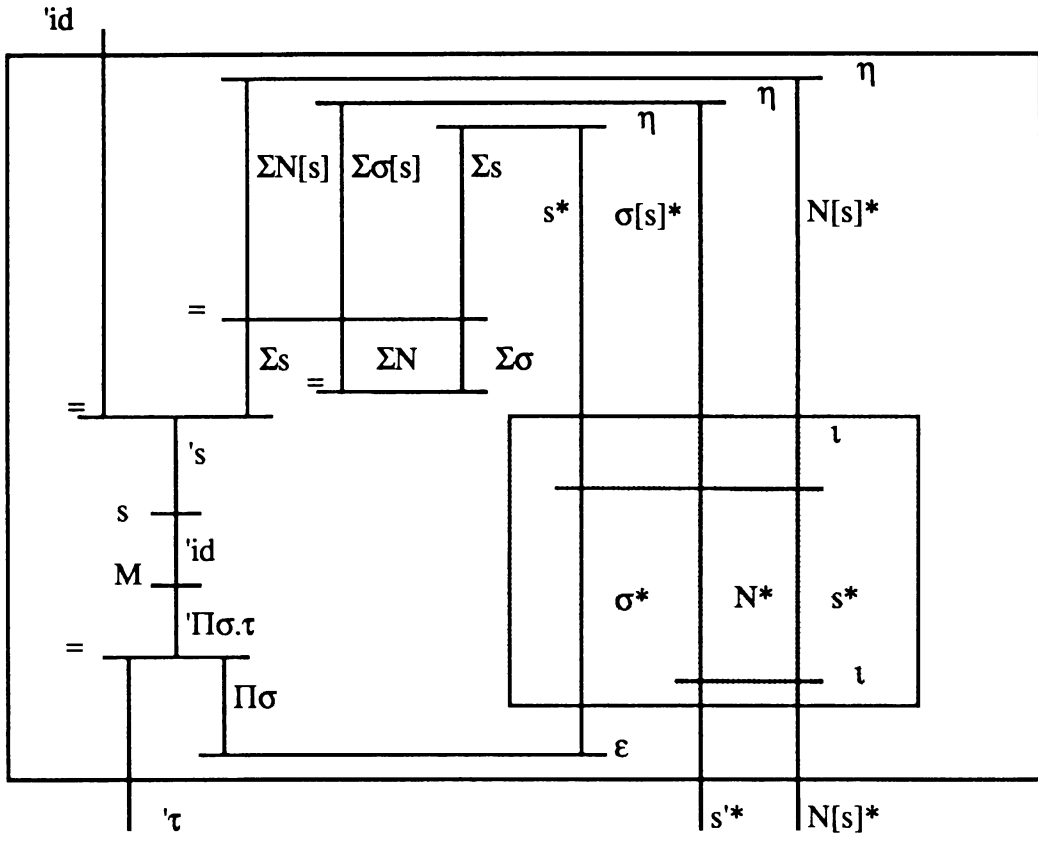 'id
η
η
η
ΣN[s] Σσ[s] Σs
s* σ[s]* N[s]*
=
Σs ΣN Σσ
=
=
ι
's
s
'id
M
σ* N* s*
'Πσ.τ
=
ι
Πσ
ε
'τ s'* N[s]*